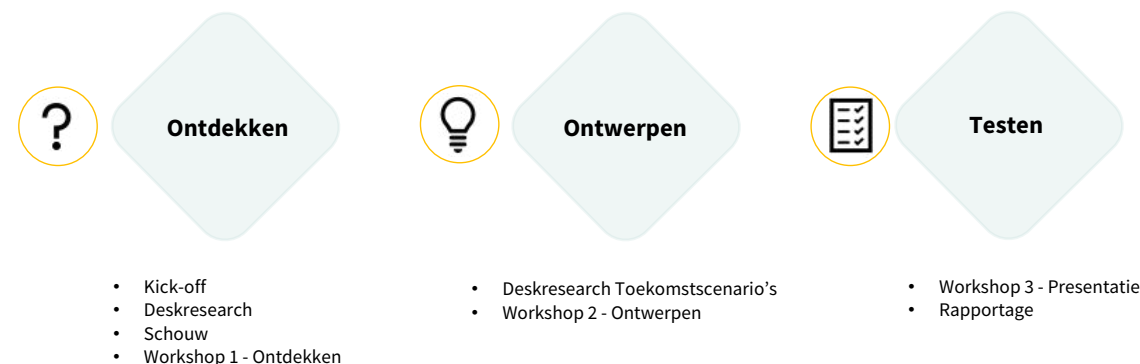 Ontdekken
Ontwerpen
Testen
• Kick-off
• Deskresearch
• Schouw
• Workshop 1 - Ontdekken
• Deskresearch Toekomstscenario’s
• Workshop 2 - Ontwerpen
• Workshop 3 - Presentatie
• Rapportage